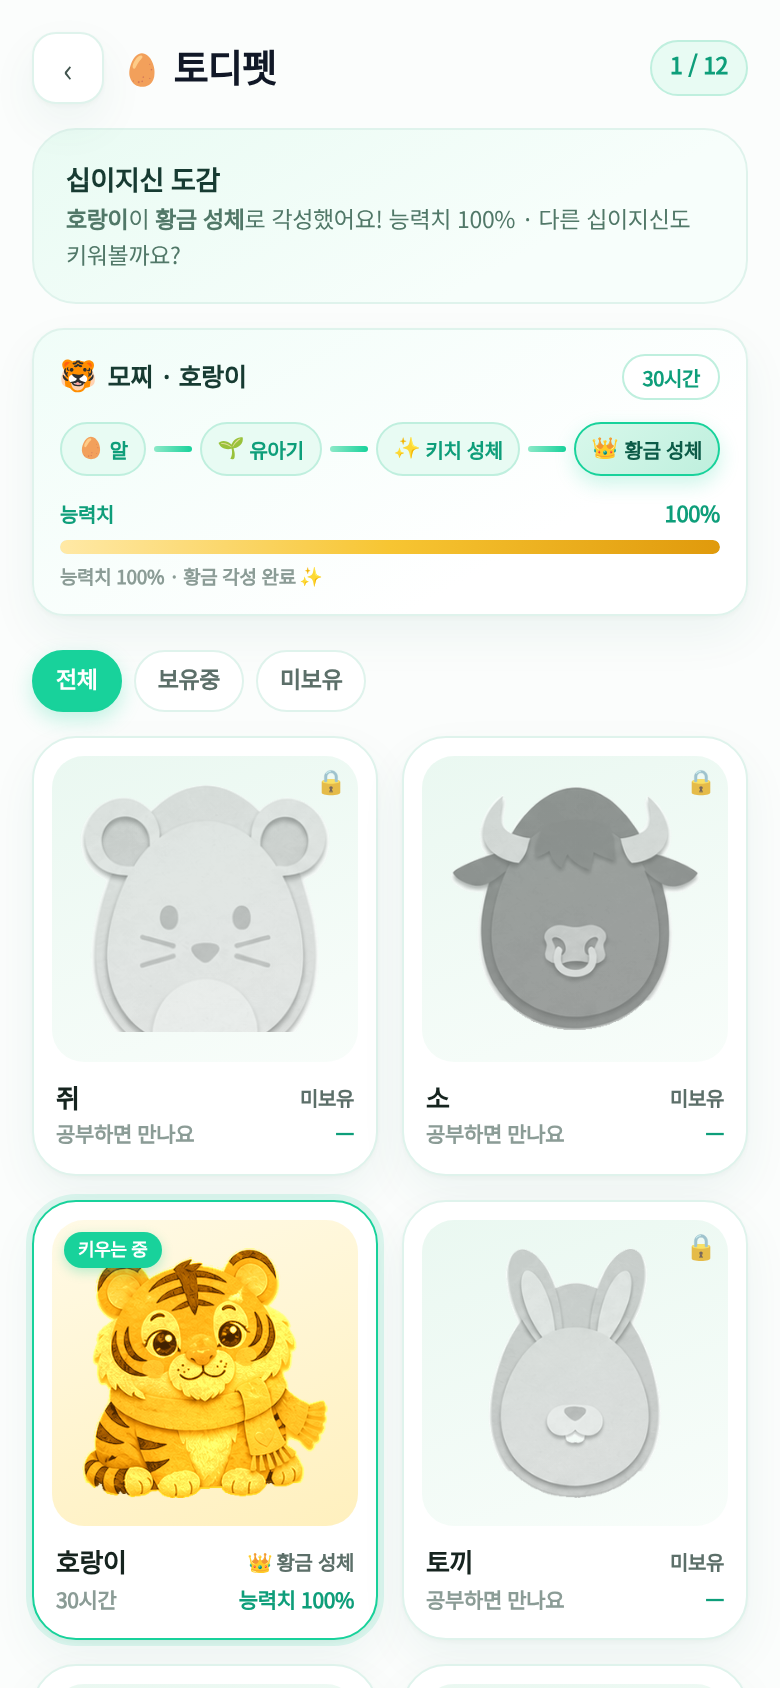 ‹ 토디펫 1 / 12
십이지신 도감
호랑이이 황금 성체로 각성했어요! 능력치 100% · 다른 십이지신도
키워볼까요?
모찌 · 호랑이 30시간
알 유아기 키치 성체 황금 성체
능력치 100%
능력치 100% · 황금 각성 완료 ✨
전체 보유중 미보유
쥐 미보유
공부하면 만나요 —
소 미보유
공부하면 만나요 —
키우는 중
호랑이 황금 성체
30시간 능력치 100%
토끼 미보유
공부하면 만나요 —